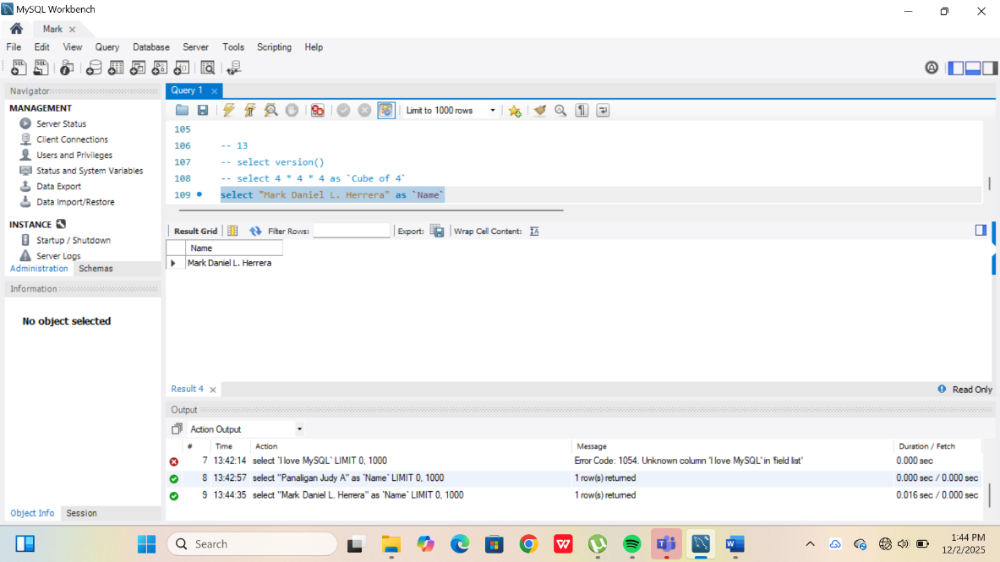 MySQL Workbench
Mark
File Edit View Query Database Server Tools Scripting Help
Navigator
MANAGEMENT
Server Status
Client Connections
Users and Privileges
Status and System Variables
Data Export
Data Import/Restore
INSTANCE
Startup / Shutdown
Server Logs
Administration Schemas
Information
No object selected
Object Info Session
Query 1
Limit to 1000 rows
105
106 -- 13
107 -- select version()
108 -- select 4 * 4 * 4 as `Cube of 4`
109 select "Mark Daniel L. Herrera" as `Name`
Result Grid Filter Rows: Export: Wrap Cell Content:
Name
Mark Daniel L. Herrera
Result 4 Read Only
Output
Action Output
# Time Action Message Duration / Fetch
7 13:42:14 select `I love MySQL` LIMIT 0, 1000 Error Code: 1054. Unknown column 'I love MySQL' in 'field list' 0.000 sec
8 13:42:57 select "Panaligan Judy A" as `Name` LIMIT 0, 1000 1 row(s) returned 0.000 sec / 0.000 sec
9 13:44:35 select "Mark Daniel L. Herrera" as `Name` LIMIT 0, 1000 1 row(s) returned 0.016 sec / 0.000 sec
Search
1:44 PM
12/2/2025